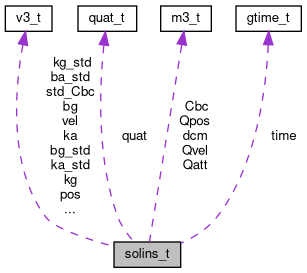 v3_t
quat_t
m3_t
gtime_t
kg_std
ba_std
std_Cbc
bg
vel
ka
bg_std
ka_std
kg
pos
...
quat
Cbc
Qpos
dcm
Qvel
Qatt
time
solins_t